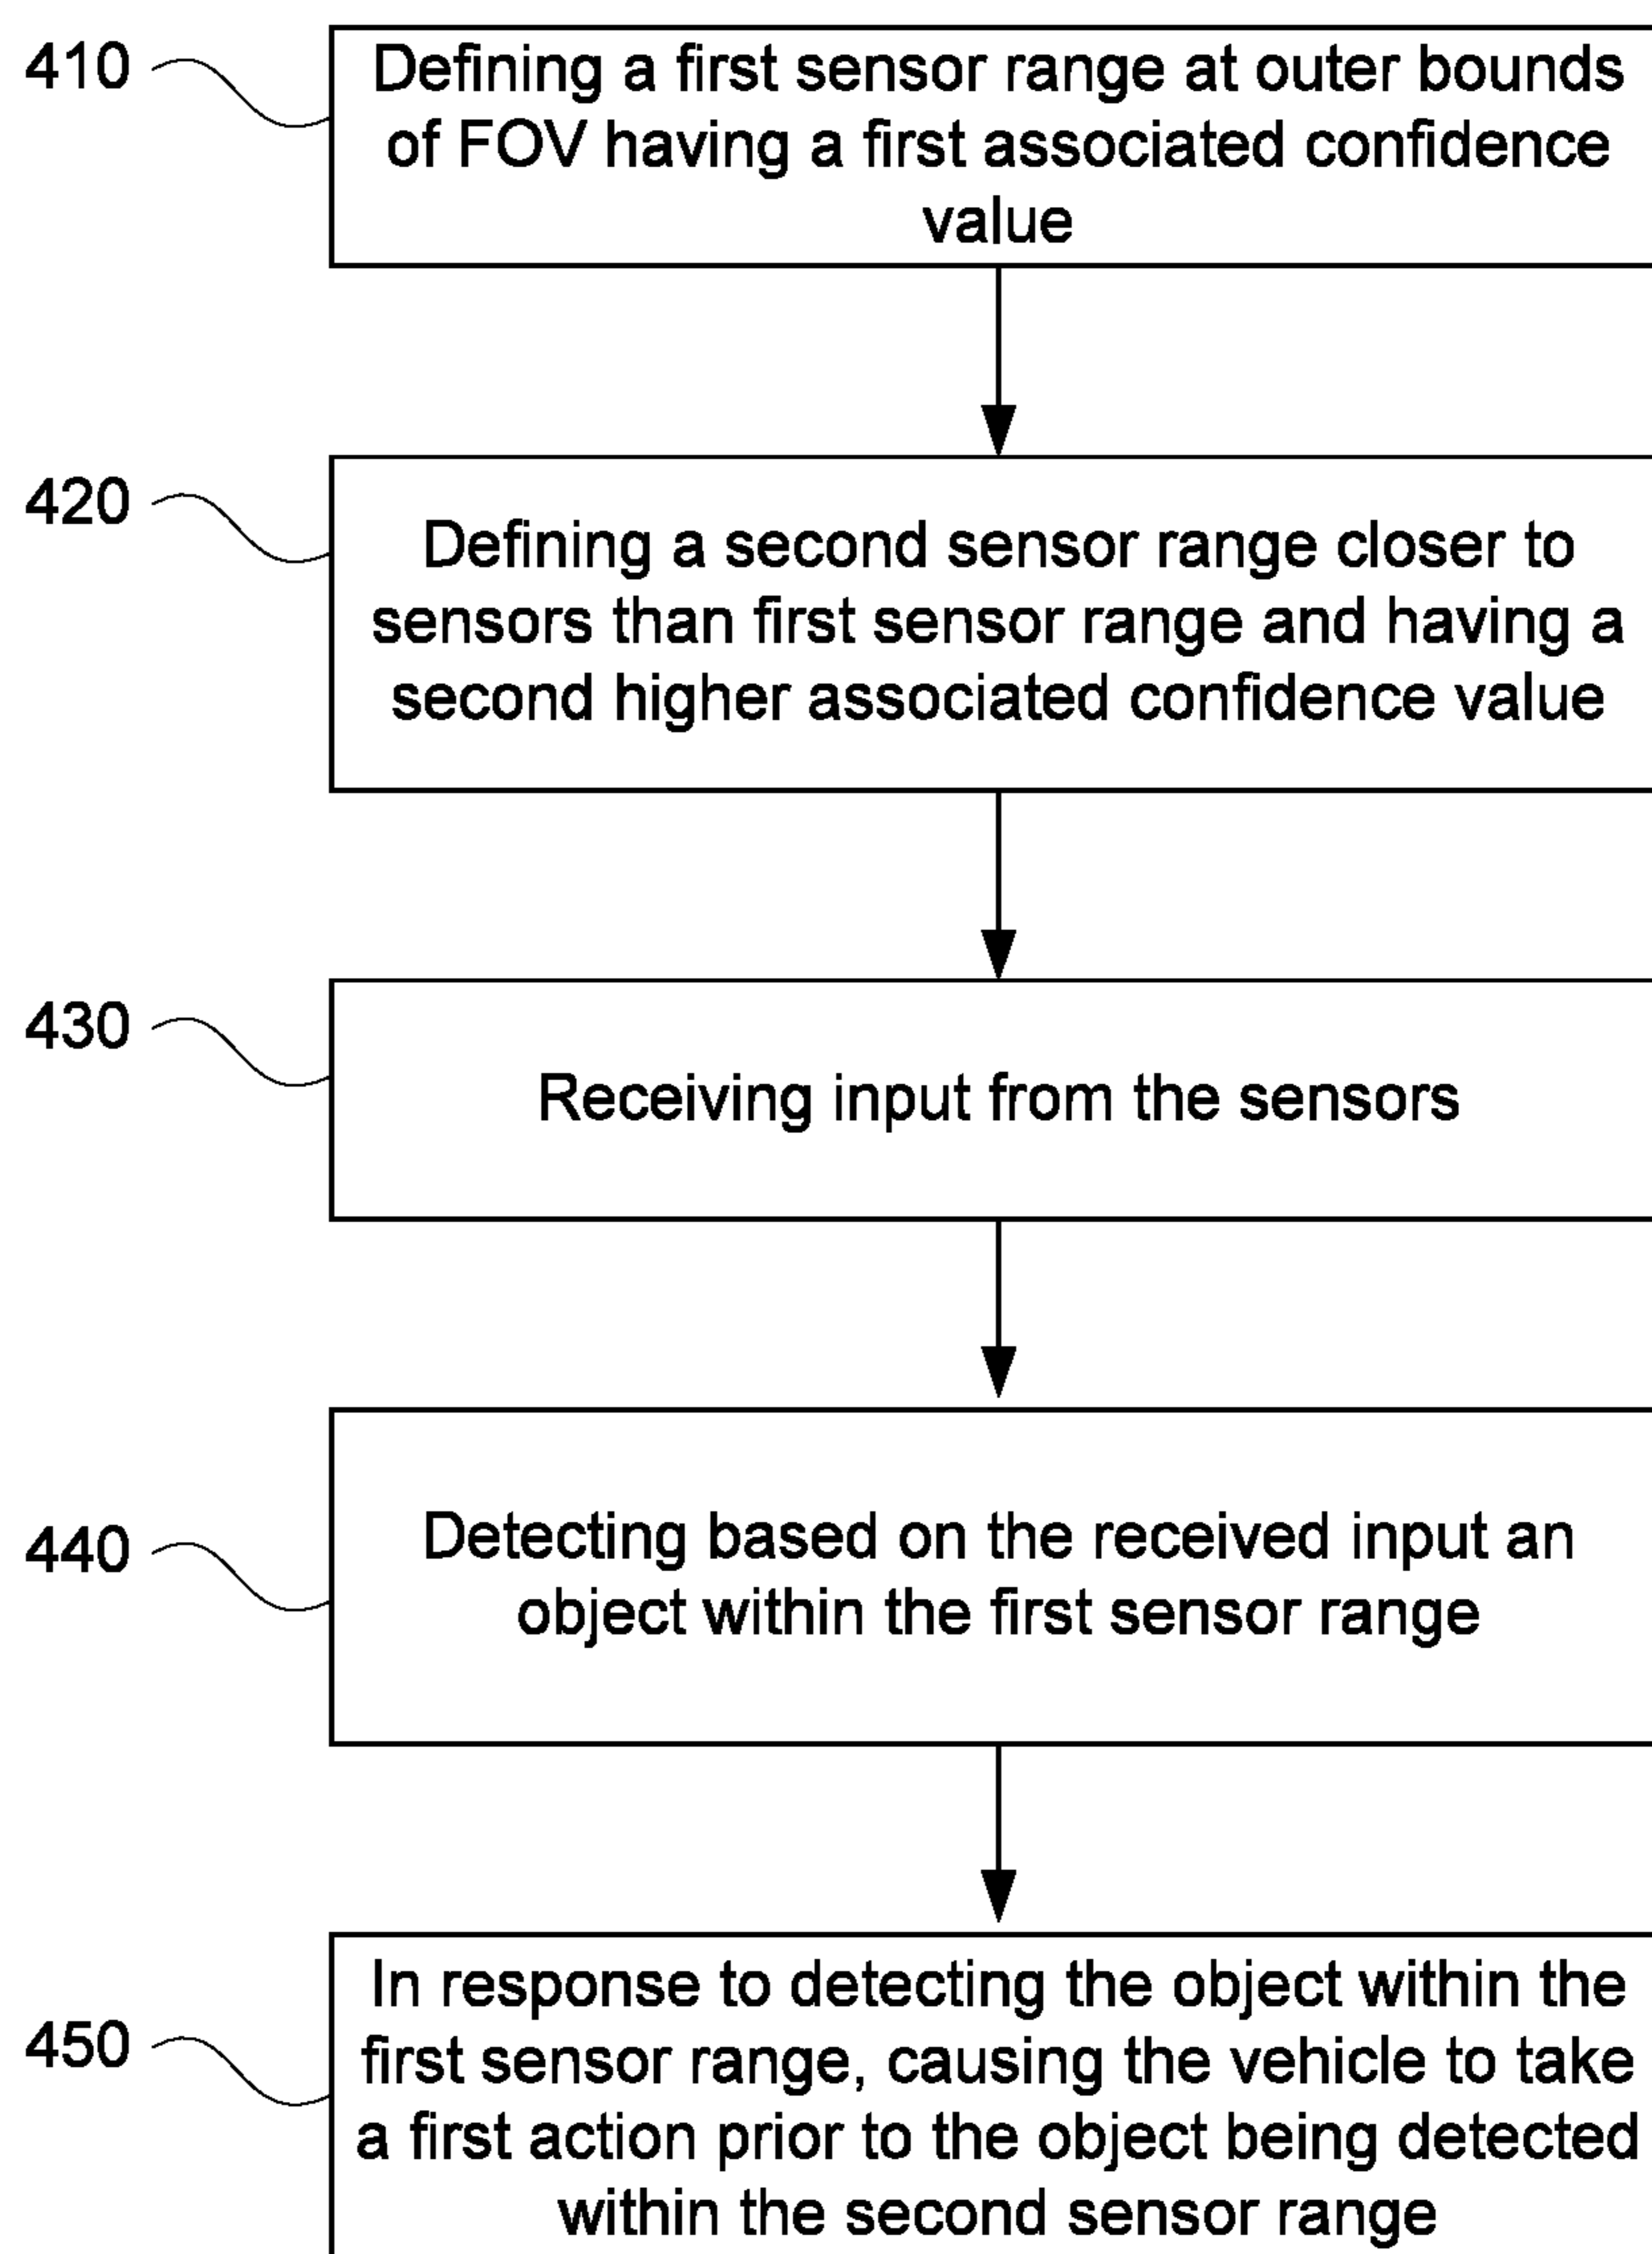 410
Defining a first sensor range at outer bounds
of FOV having a first associated confidence
value
420
Defining a second sensor range closer to
sensors than first sensor range and having a
second higher associated confidence value
430
Receiving input from the sensors
440
Detecting based on the received input an
object within the first sensor range
450
In response to detecting the object within the
first sensor range, causing the vehicle to take
a first action prior to the object being detected
within the second sensor range